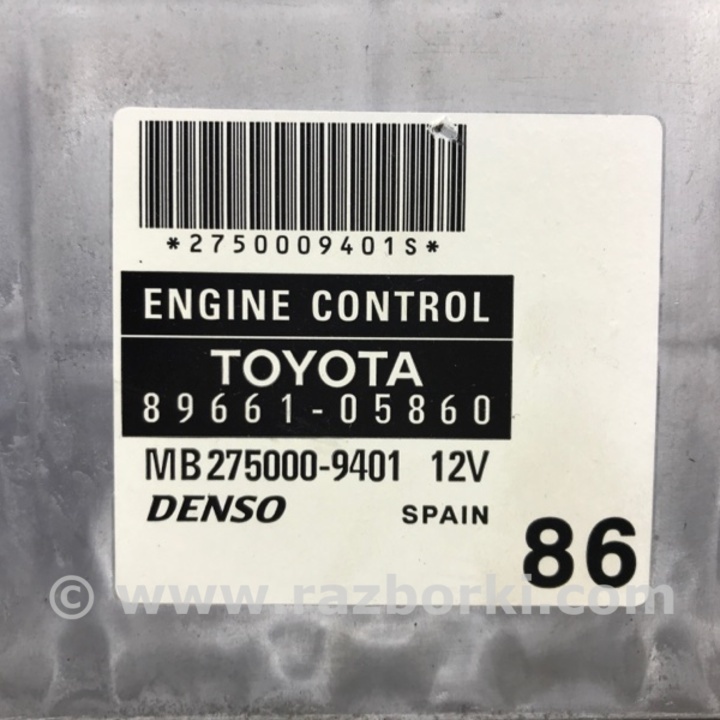 *2750009401S*
ENGINE CONTROL
TOYOTA
89661-05860
MB275000-9401 12V
DENSO SPAIN
86
© www.razborki.com